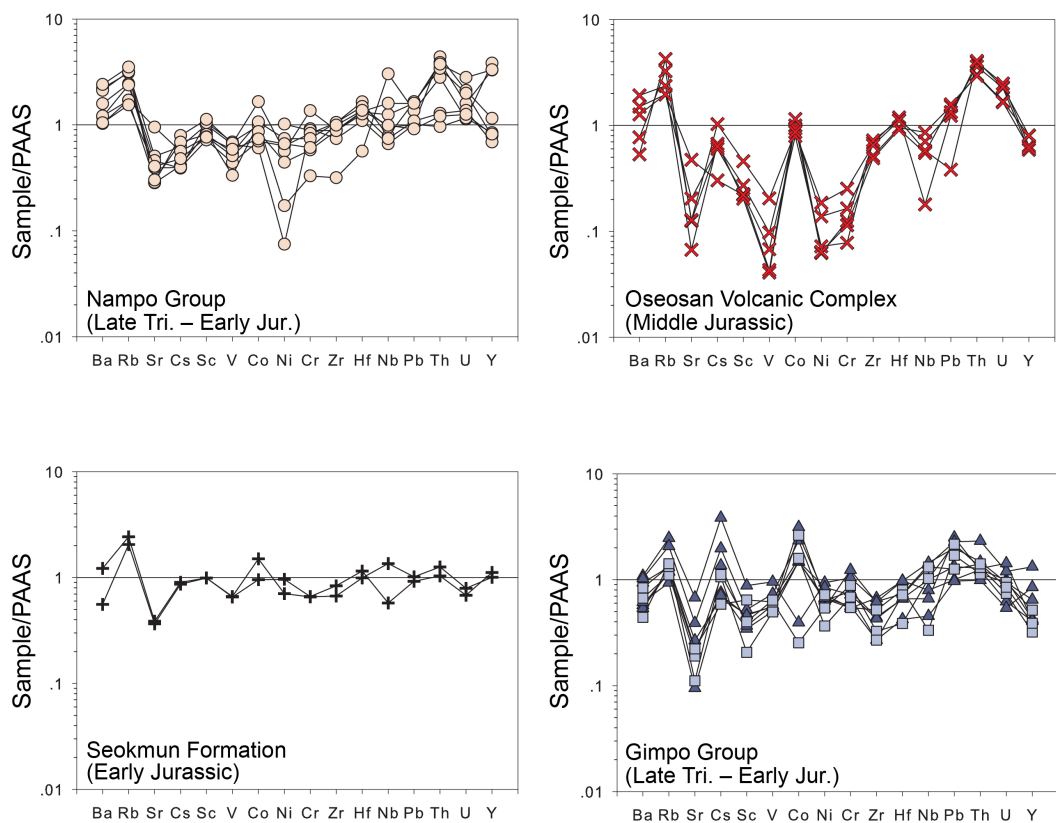 10
1
.1
.01
Sample/PAAS
Nampo Group
(Late Tri. – Early Jur.)
Ba Rb Sr Cs Sc V Co Ni Cr Zr Hf Nb Pb Th U Y
10
1
.1
.01
Sample/PAAS
Oseosan Volcanic Complex
(Middle Jurassic)
Ba Rb Sr Cs Sc V Co Ni Cr Zr Hf Nb Pb Th U Y
10
1
.1
.01
Sample/PAAS
Seokmun Formation
(Early Jurassic)
Ba Rb Sr Cs Sc V Co Ni Cr Zr Hf Nb Pb Th U Y
10
1
.1
.01
Sample/PAAS
Gimpo Group
(Late Tri. – Early Jur.)
Ba Rb Sr Cs Sc V Co Ni Cr Zr Hf Nb Pb Th U Y